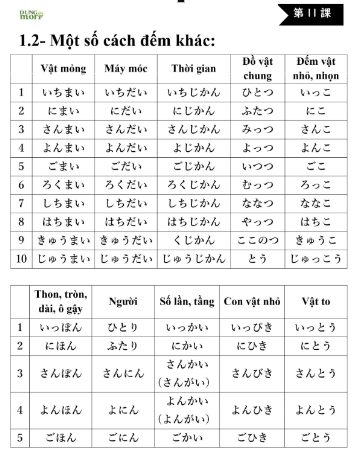 DUNG mori
第11課
1.2- Một số cách đếm khác:
Vật mỏng Máy móc Thời gian Đồ vật chung Đếm vật nhỏ, nhọn
1 いちまい いちだい いちじかん ひとつ いっこ
2 にまい にだい にじかん ふたつ にこ
3 さんまい さんだい さんじかん みっつ さんこ
4 よんまい よんだい よじかん よっつ よんこ
5 ごまい ごだい ごじかん いつつ ごこ
6 ろくまい ろくだい ろくじかん むっつ ろっこ
7 しちまい しちだい しちじかん ななつ ななこ
8 はちまい はちだい はちじかん やっつ はちこ
9 きゅうまい きゅうだい くじかん ここのつ きゅうこ
10 じゅうまい じゅうだい じゅうじかん とう じゅっこう
Thon, tròn, dài, ô gậy Người Số lần, tầng Con vật nhỏ Vật to
1 いっぽん ひとり いっかい いっぴき いっとう
2 にほん ふたり にかい にひき にとう
3 さんぼん さんにん さんかい (さんがい) さんびき さんとう
4 よんほん よにん よんかい (よんがい) よんひき よんとう
5 ごほん ごにん ごかい ごひき ごとう